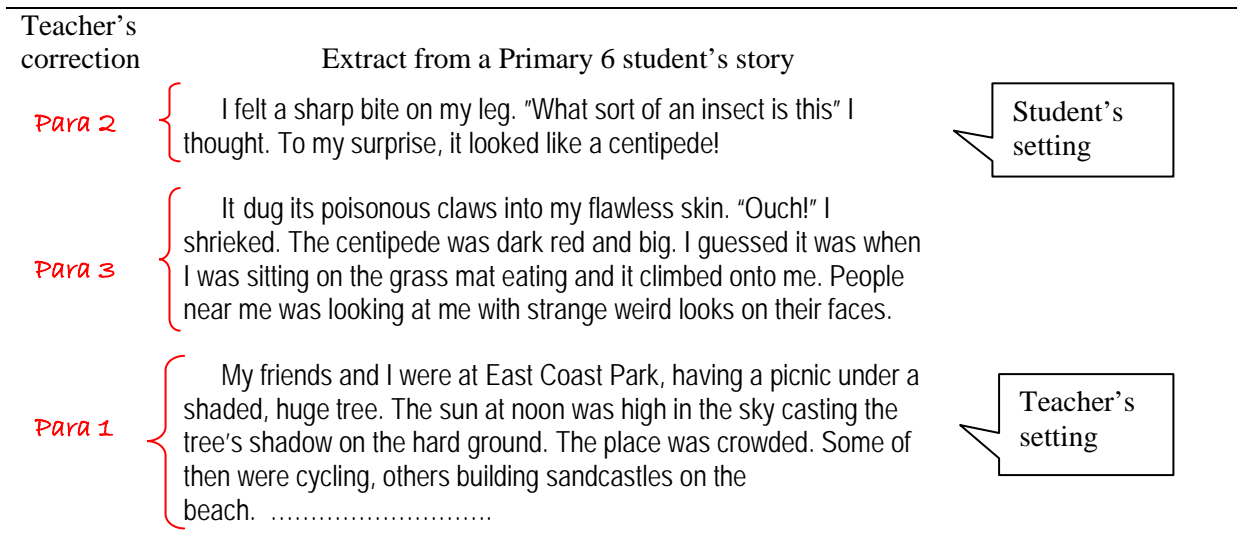 Teacher’s
correction
Extract from a Primary 6 student’s story
Para 2
I felt a sharp bite on my leg. “What sort of an insect is this” I
thought. To my surprise, it looked like a centipede!
Student’s
setting
Para 3
It dug its poisonous claws into my flawless skin. “Ouch!” I
shrieked. The centipede was dark red and big. I guessed it was when
I was sitting on the grass mat eating and it climbed onto me. People
near me was looking at me with strange weird looks on their faces.
Para 1
My friends and I were at East Coast Park, having a picnic under a
shaded, huge tree. The sun at noon was high in the sky casting the
tree’s shadow on the hard ground. The place was crowded. Some of
then were cycling, others building sandcastles on the
beach. ............................
Teacher’s
setting